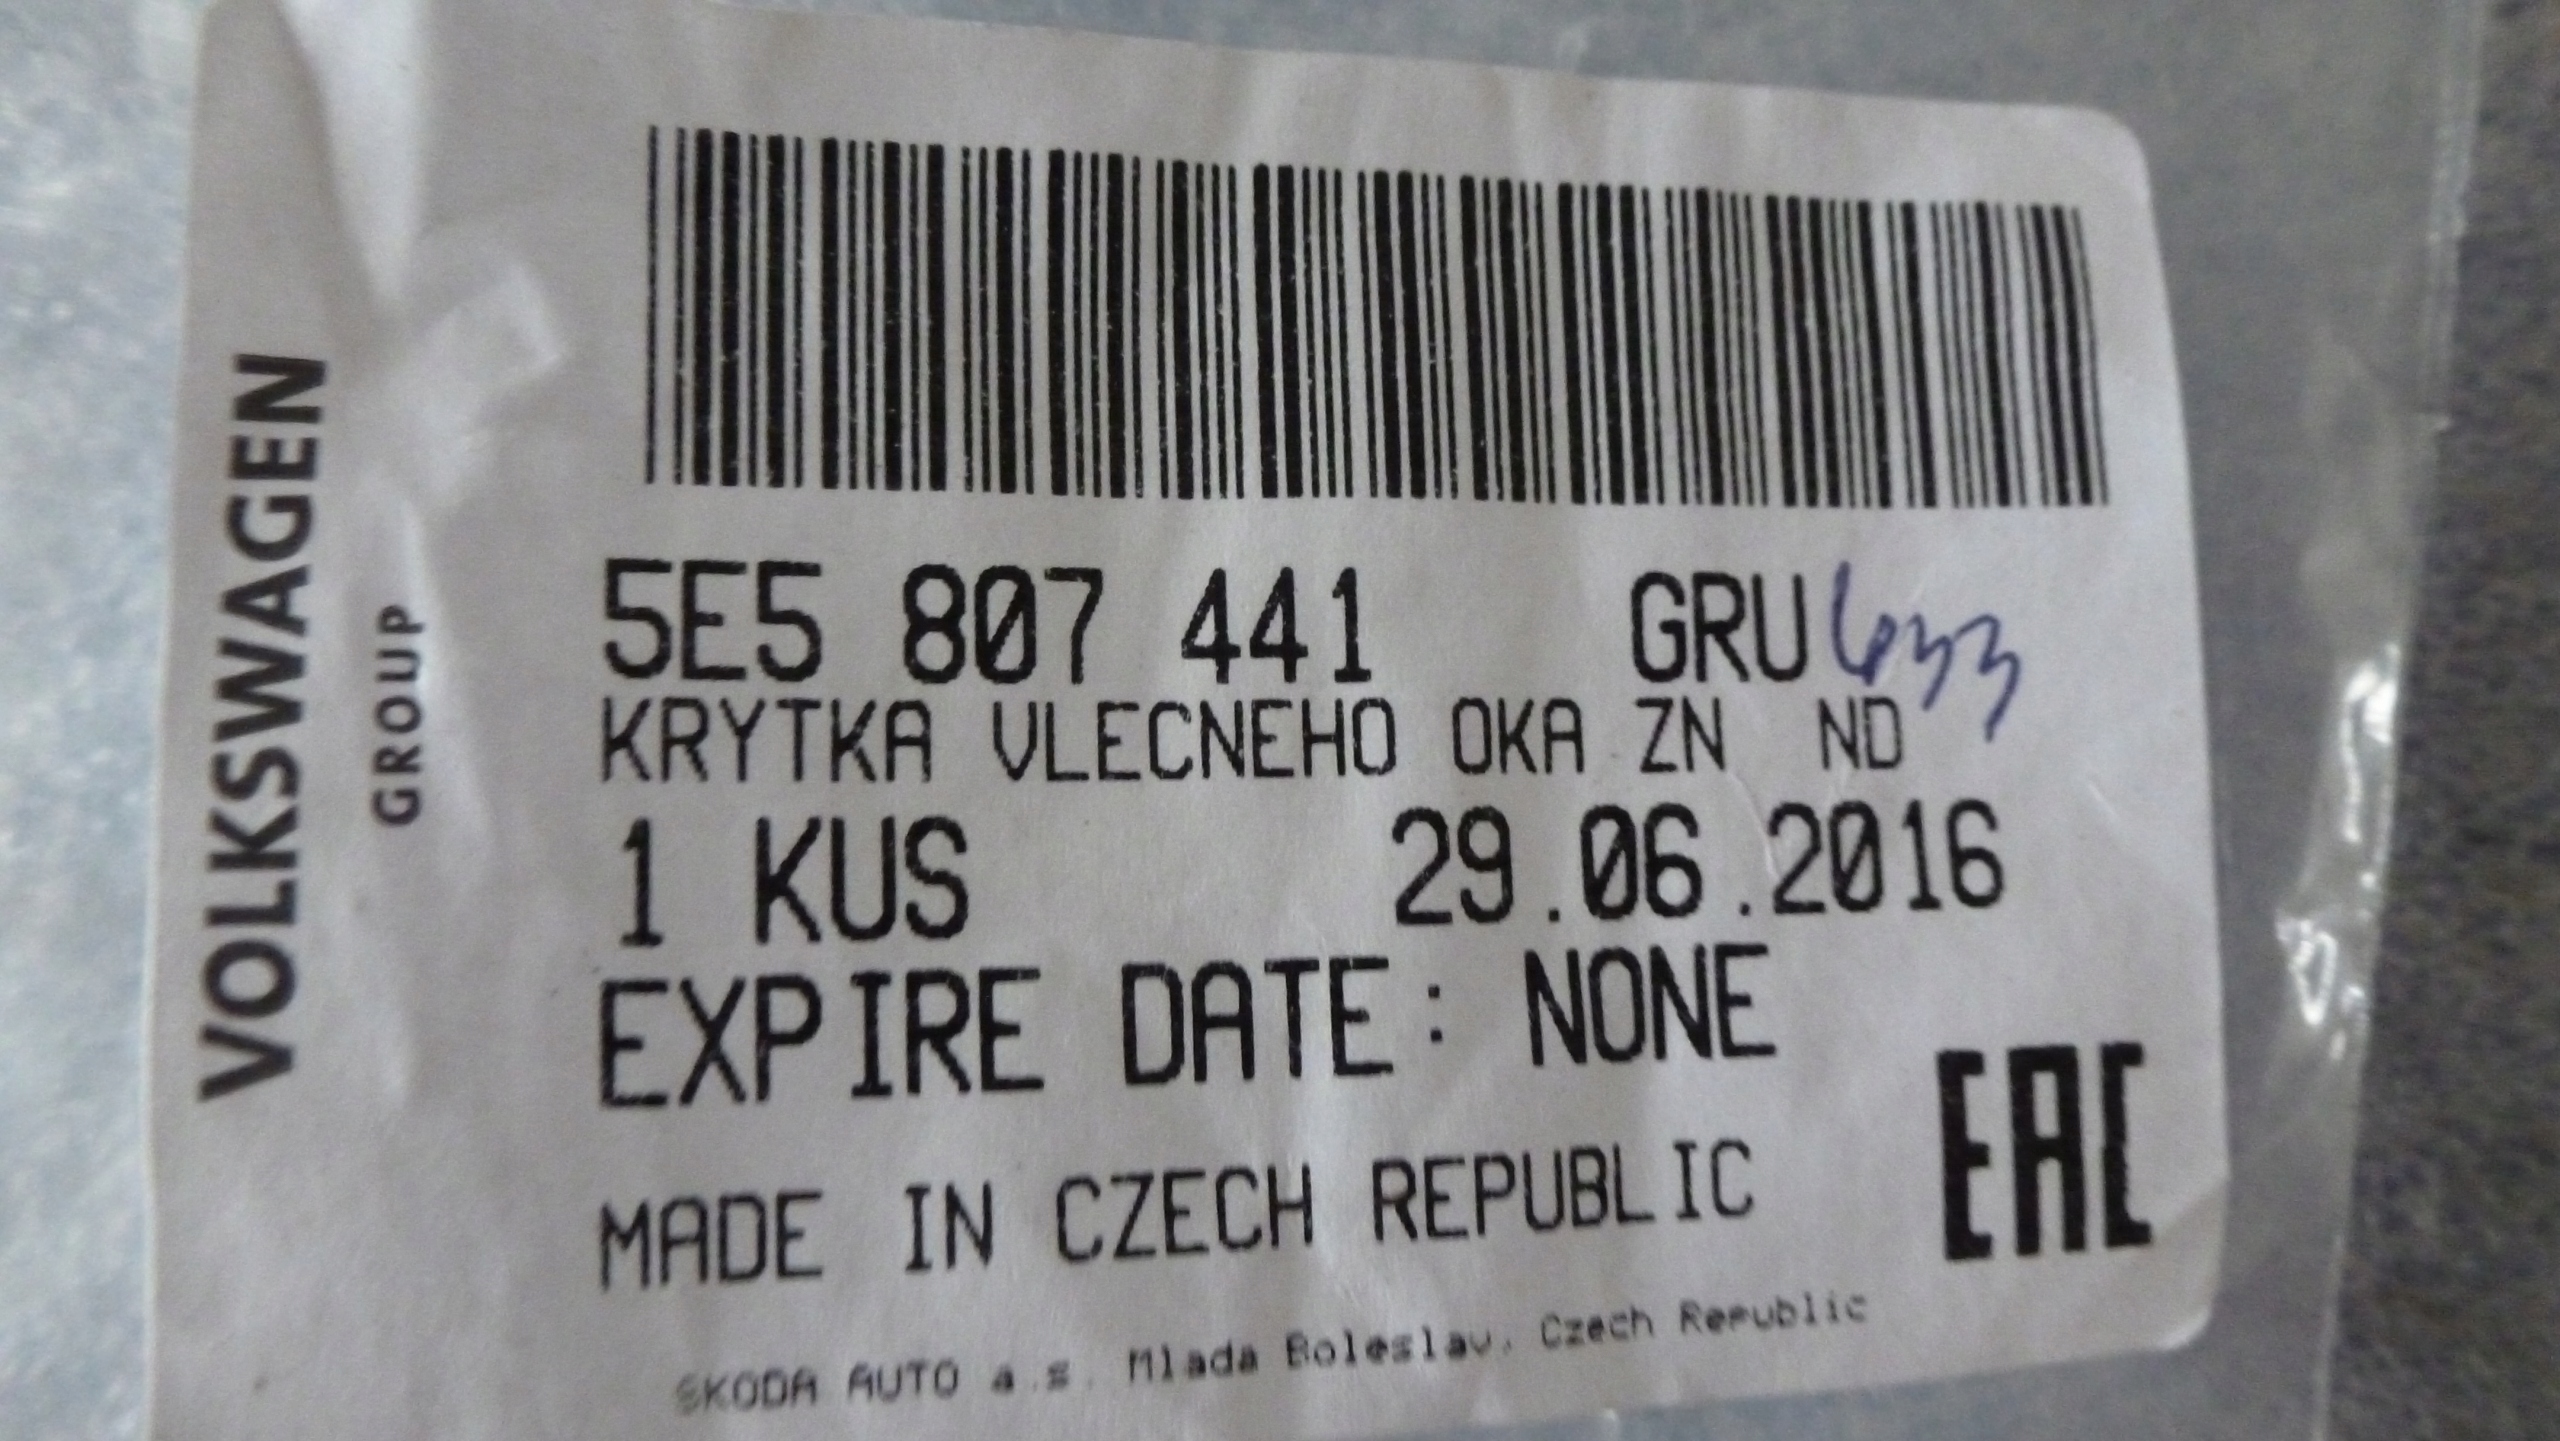 VOLKSWAGEN
GROUP
5E5 807 441 GRU 633
KRYTKA VLECNEHO OKA ZN ND
1 KUS 29.06.2016
EXPIRE DATE: NONE
MADE IN CZECH REPUBLIC
EAC
SKODA AUTO a.s. Mlada Boleslav, Czech Republic